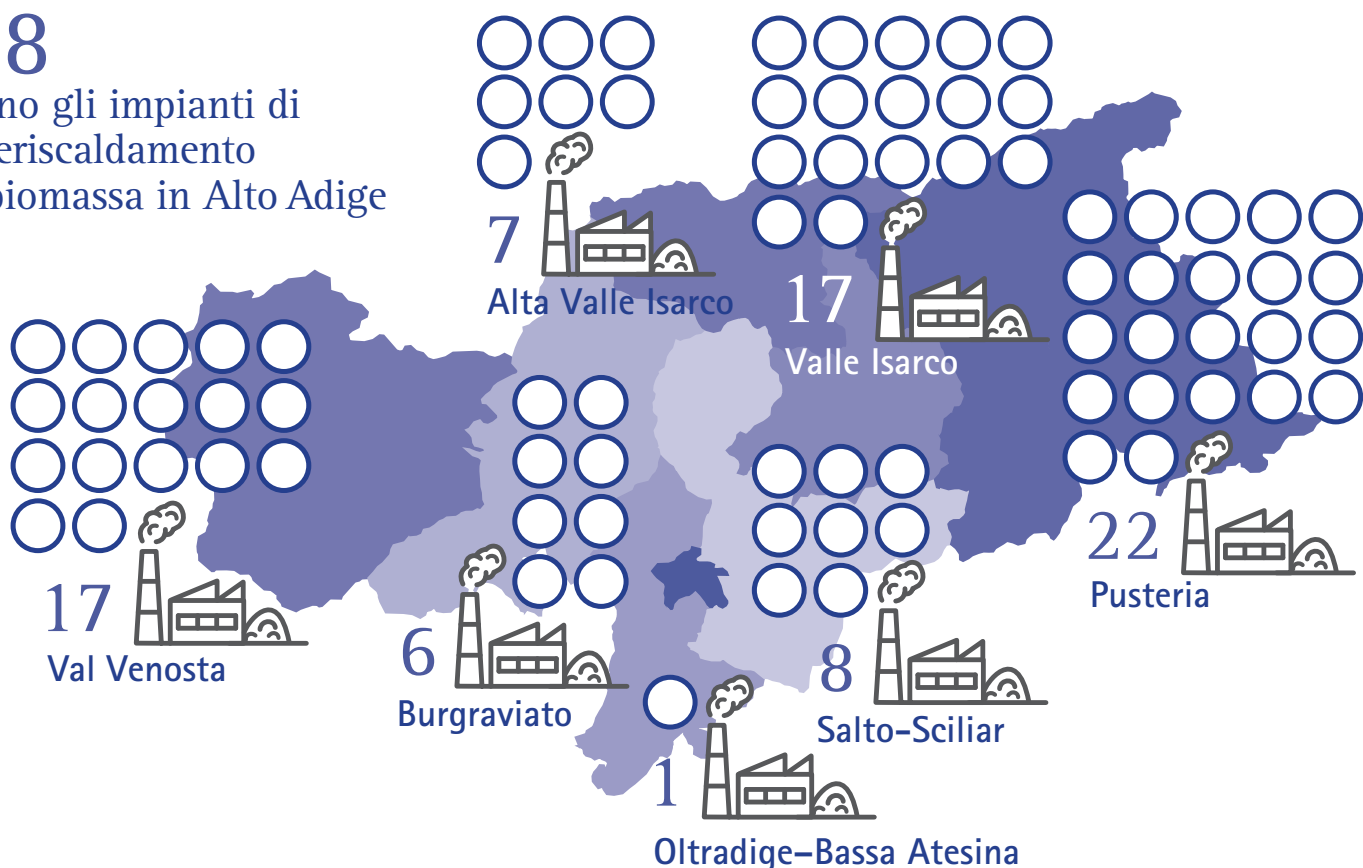 8
no gli impianti di
eriscaldamento
biomassa in Alto Adige
7
Alta Valle Isarco
17
Valle Isarco
17
Val Venosta
6
Burgraviato
8
Salto-Sciliar
22
Pusteria
1
Oltradige-Bassa Atesina